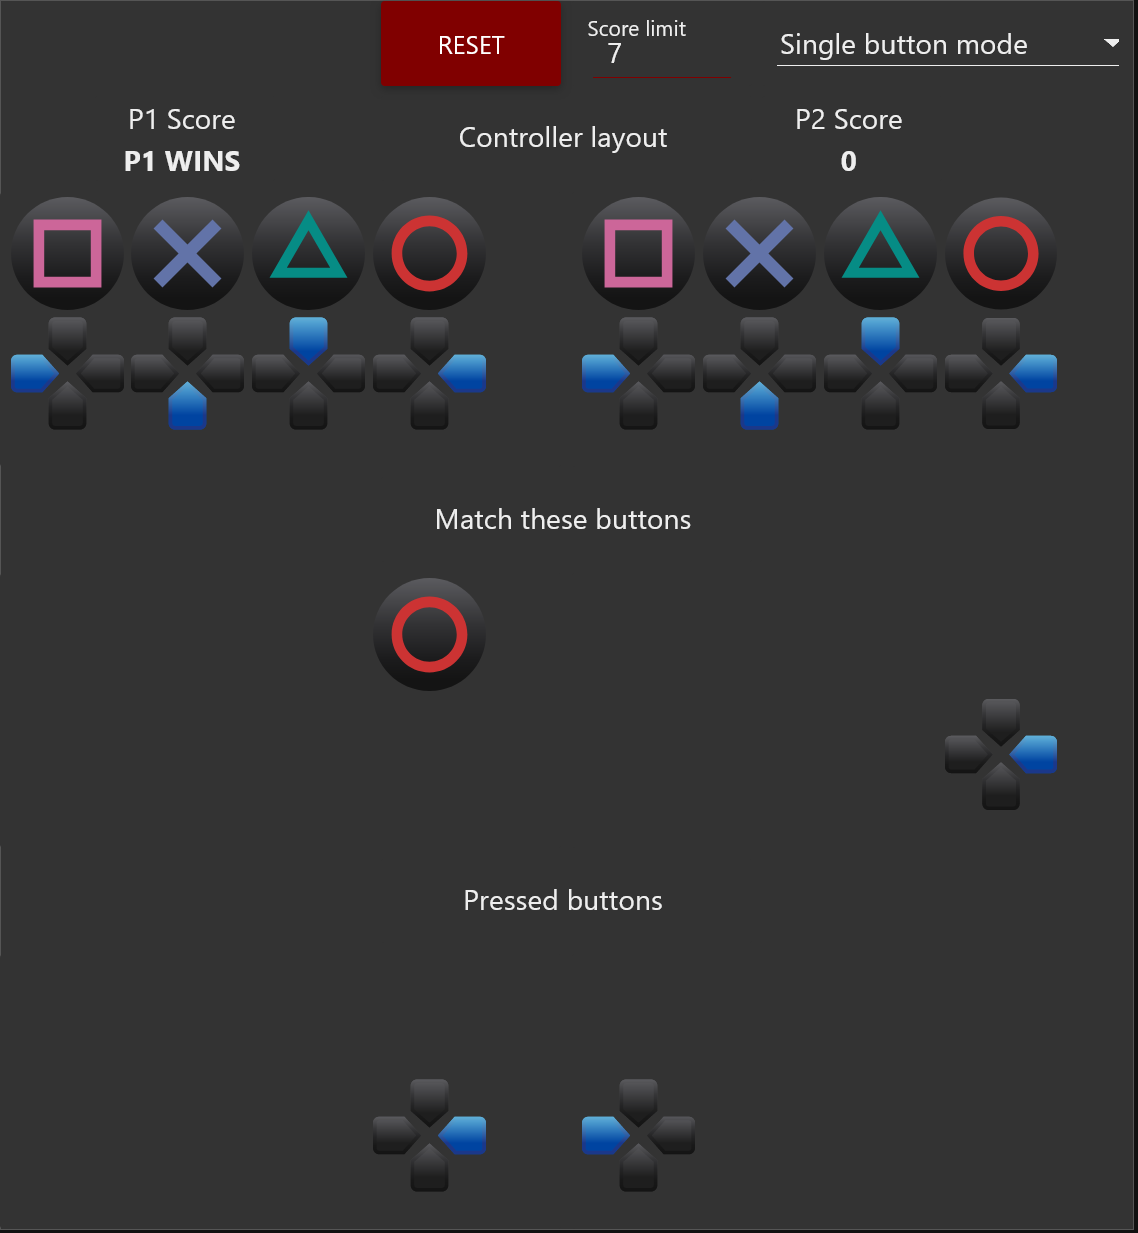 RESET
Score limit
7
Single button mode
P1 Score
P1 WINS
Controller layout
P2 Score
0
Match these buttons
Pressed buttons